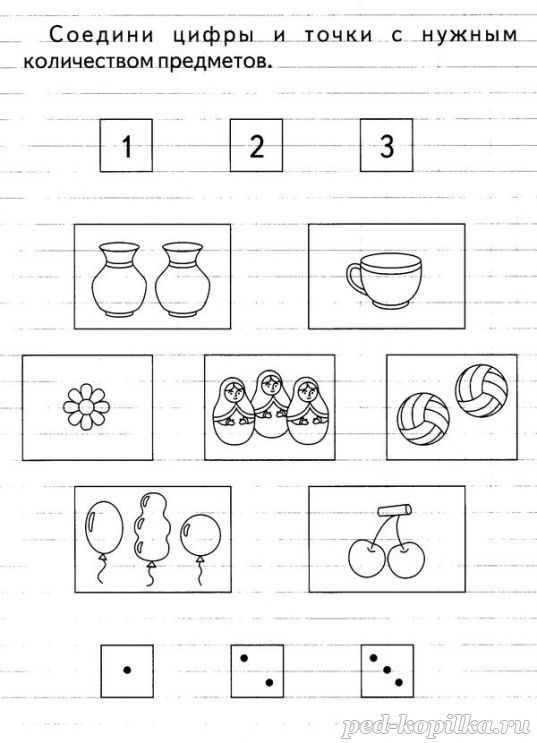 Соедини цифры и точки с нужным
количеством предметов.
1 2 3
ped-kopilka.ru